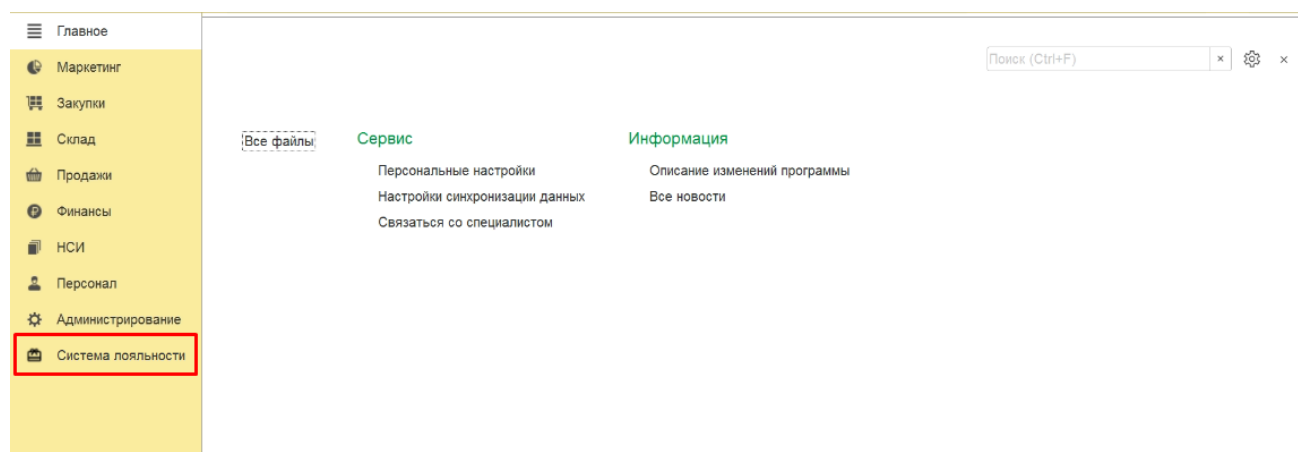 Главное
Маркетинг
Закупки
Склад
Продажи
Финансы
НСИ
Персонал
Администрирование
Система лояльности
Поиск (Ctrl+F)
Все файлы
Сервис
Персональные настройки
Настройки синхронизации данных
Связаться со специалистом
Информация
Описание изменений программы
Все новости